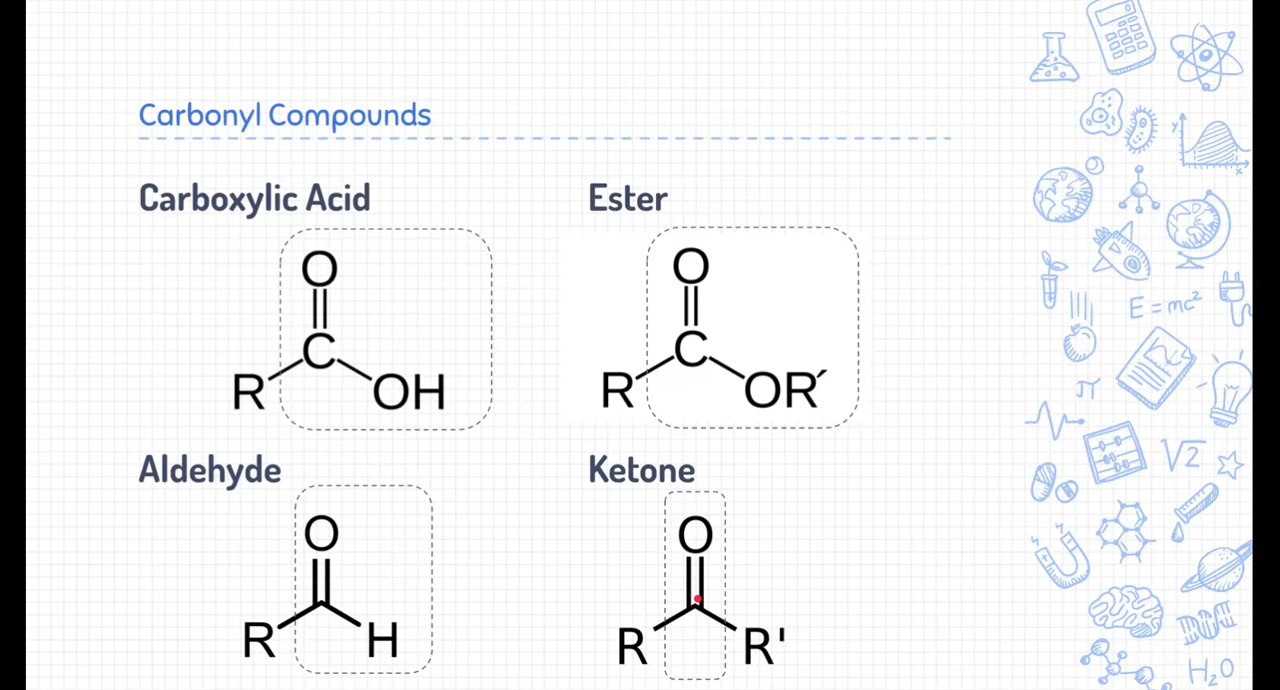 Carbonyl Compounds
Carboxylic Acid
O
C
R
OH
Ester
O
C
R
OR′
Aldehyde
O
R
H
Ketone
O
R
R'
y
x
E=mc²
π
√2
H₂O